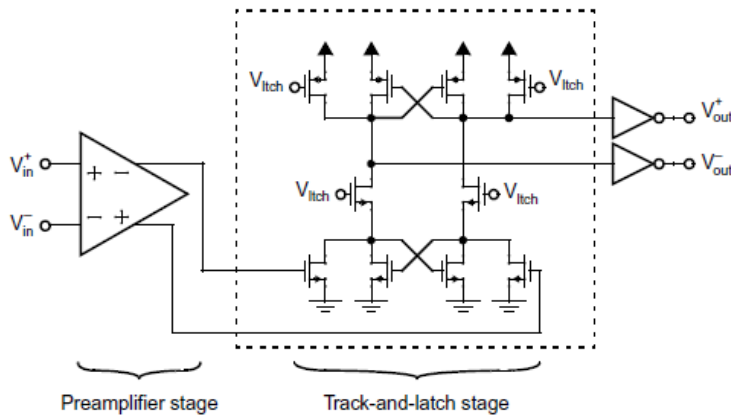 V_ltch
V_ltch
V_out^+
V_in^+
+ −
V_out^-
V_ltch
V_ltch
V_in^-
− +
Preamplifier stage
Track-and-latch stage